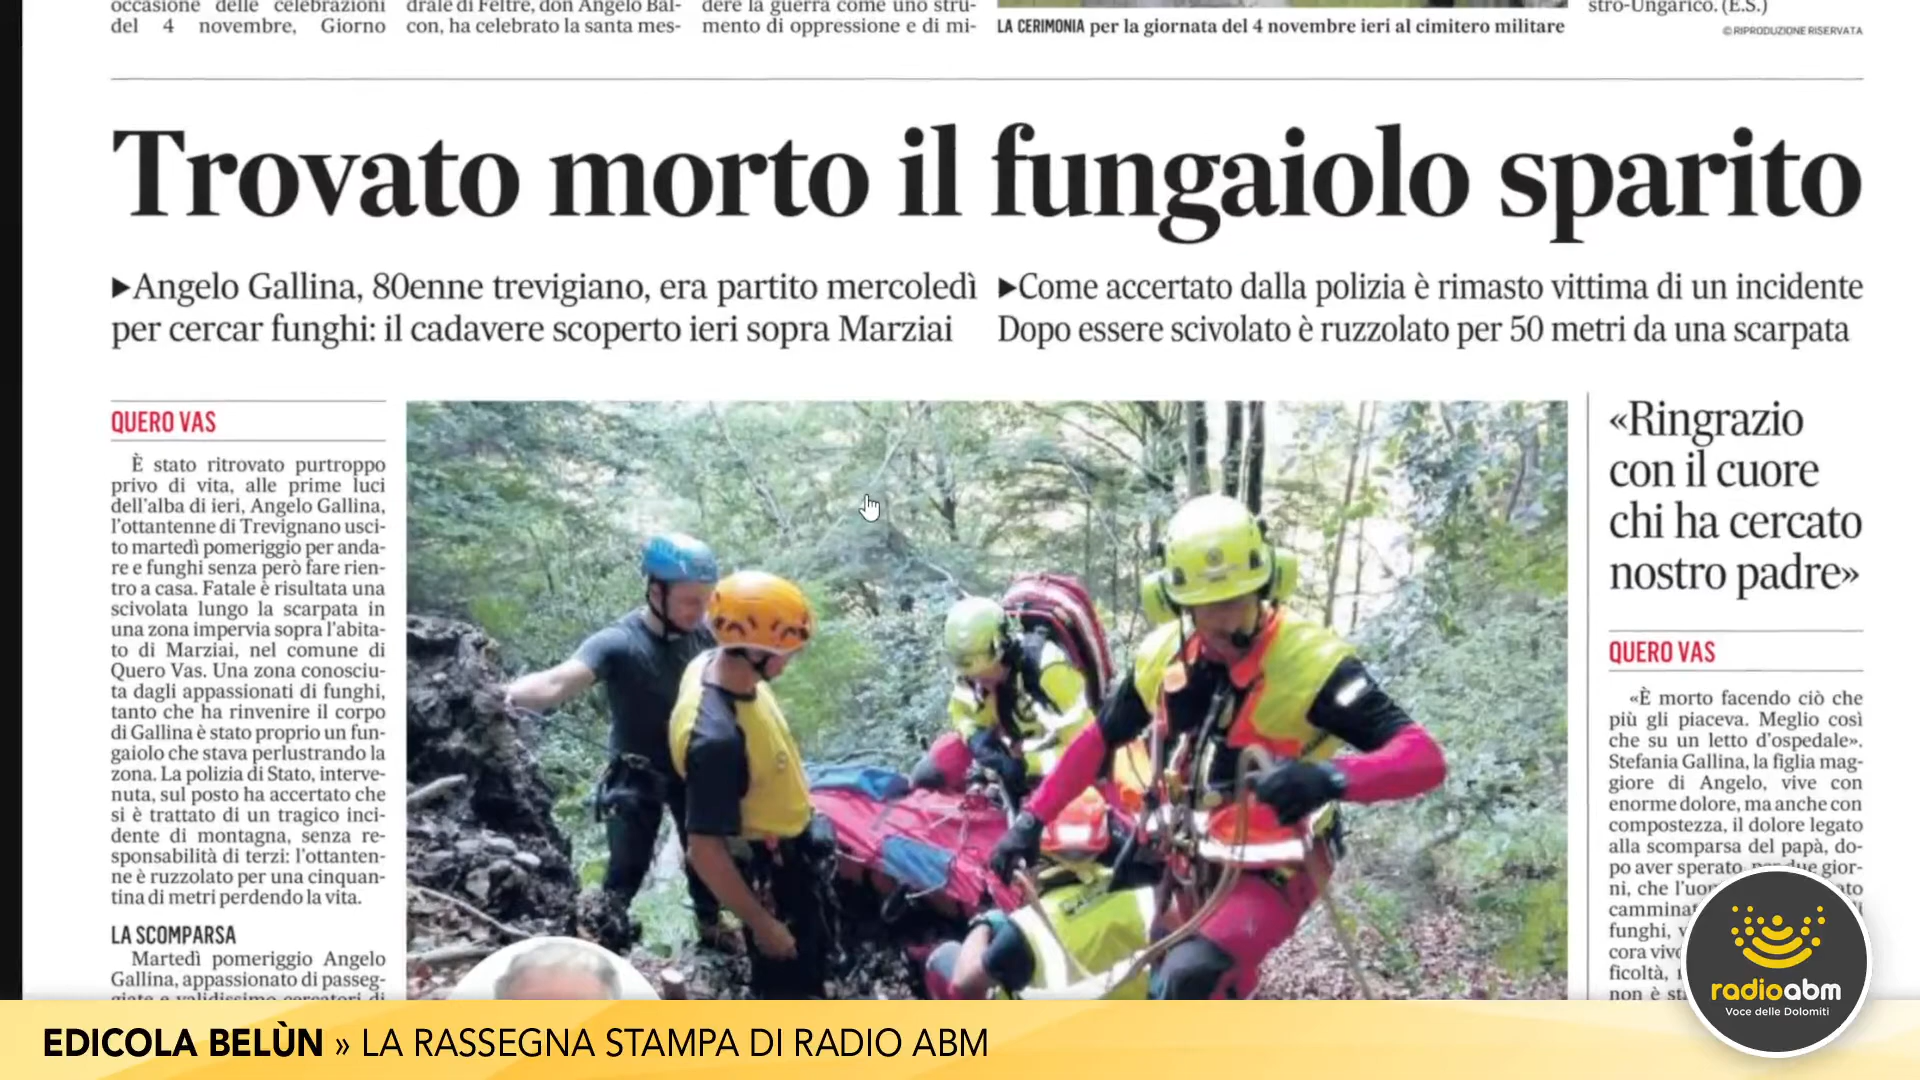 occasione delle celebrazioni
del 4 novembre, Giorno
drale di Feltre, don Angelo Bal-
con, ha celebrato la santa mes-
dere la guerra come uno stru-
mento di oppressione e di mi-
LA CERIMONIA per la giornata del 4 novembre ieri al cimitero militare
stro-Ungarico. (E.S.)
© RIPRODUZIONE RISERVATA
Trovato morto il fungaiolo sparito
▶Angelo Gallina, 80enne trevigiano, era partito mercoledì
per cercar funghi: il cadavere scoperto ieri sopra Marziai
▶Come accertato dalla polizia è rimasto vittima di un incidente
Dopo essere scivolato è ruzzolato per 50 metri da una scarpata
QUERO VAS
È stato ritrovato purtroppo
privo di vita, alle prime luci
dell'alba di ieri, Angelo Gallina,
l'ottantenne di Trevignano usci-
to martedì pomeriggio per anda-
re e funghi senza però fare rien-
tro a casa. Fatale è risultata una
scivolata lungo la scarpata in
una zona impervia sopra l'abita-
to di Marziai, nel comune di
Quero Vas. Una zona conosciu-
ta dagli appassionati di funghi,
tanto che ha rinvenire il corpo
di Gallina è stato proprio un fun-
gaiolo che stava perlustrando la
zona. La polizia di Stato, interve-
nuta, sul posto ha accertato che
si è trattato di un tragico inci-
dente di montagna, senza re-
sponsabilità di terzi: l'ottanten-
ne è ruzzolato per una cinquan-
tina di metri perdendo la vita.
LA SCOMPARSA
Martedì pomeriggio Angelo
Gallina, appassionato di passeg-
giate e validissimo cercatori di
«Ringrazio
con il cuore
chi ha cercato
nostro padre»
QUERO VAS
«È morto facendo ciò che
più gli piaceva. Meglio così
che su un letto d'ospedale».
Stefania Gallina, la figlia mag-
giore di Angelo, vive con
enorme dolore, ma anche con
compostezza, il dolore legato
alla scomparsa del papà, do-
po aver sperato per due gior-
ni, che
funghi,
non è
radioabm
Voce delle Dolomiti
EDICOLA BELÙN » LA RASSEGNA STAMPA DI RADIO ABM